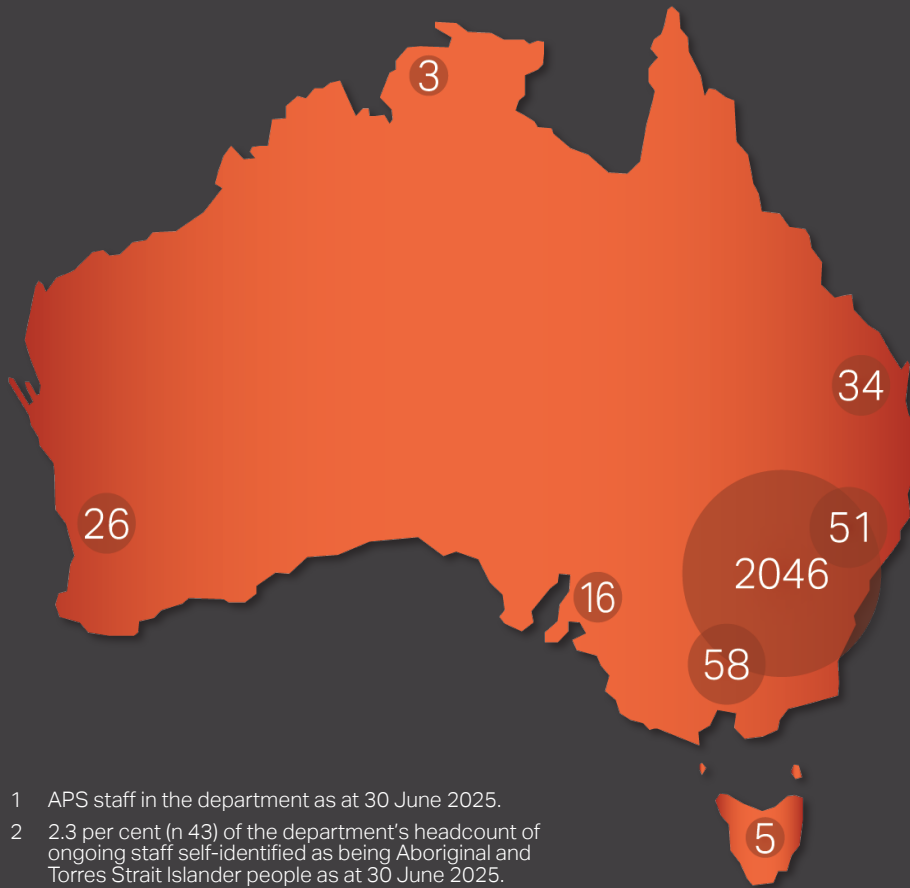 3
34
26
51
2046
16
58
1 APS staff in the department as at 30 June 2025.
2 2.3 per cent (n 43) of the department's headcount of
ongoing staff self-identified as being Aboriginal and
Torres Strait Islander people as at 30 June 2025.
5